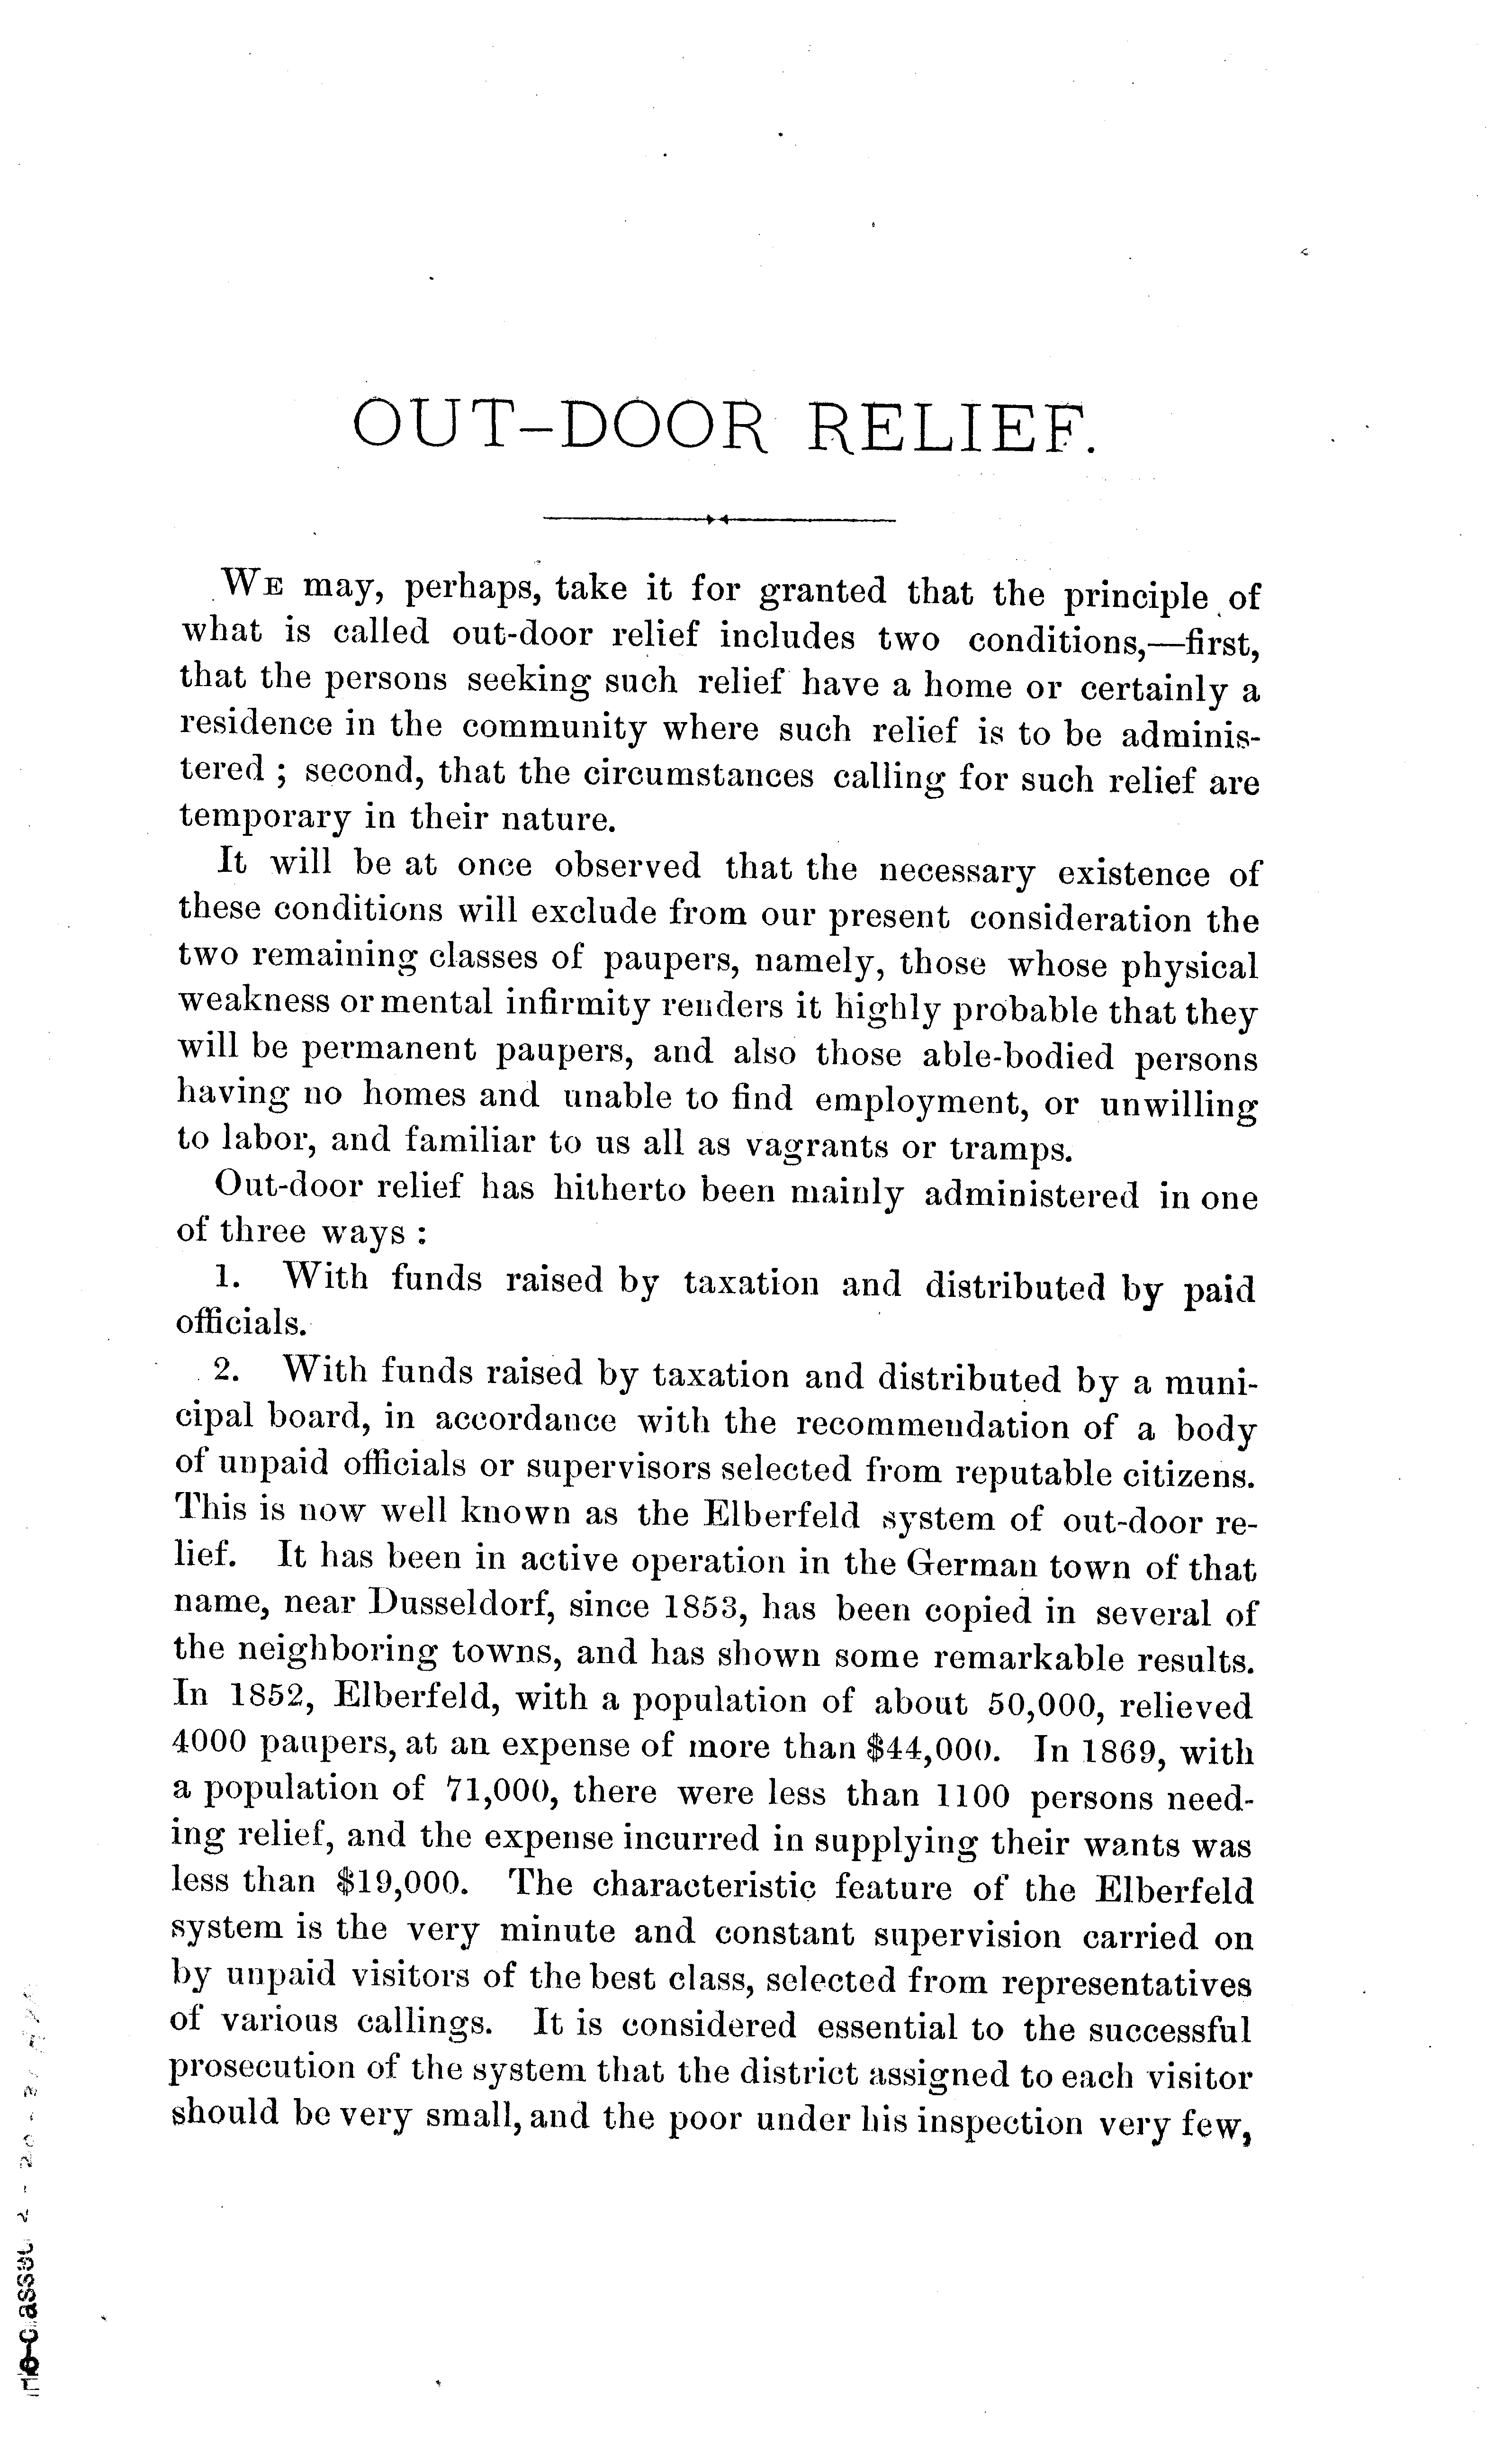 OUT-DOOR RELIEF.
WE may, perhaps, take it for granted that the principle of
what is called out-door relief includes two conditions,—first,
that the persons seeking such relief have a home or certainly a
residence in the community where such relief is to be adminis-
tered ; second, that the circumstances calling for such relief are
temporary in their nature.
It will be at once observed that the necessary existence of
these conditions will exclude from our present consideration the
two remaining classes of paupers, namely, those whose physical
weakness or mental infirmity renders it highly probable that they
will be permanent paupers, and also those able-bodied persons
having no homes and unable to find employment, or unwilling
to labor, and familiar to us all as vagrants or tramps.
Out-door relief has hitherto been mainly administered in one
of three ways :
1. With funds raised by taxation and distributed by paid
officials.
2. With funds raised by taxation and distributed by a muni-
cipal board, in accordance with the recommendation of a body
of unpaid officials or supervisors selected from reputable citizens.
This is now well known as the Elberfeld system of out-door re-
lief. It has been in active operation in the German town of that
name, near Dusseldorf, since 1853, has been copied in several of
the neighboring towns, and has shown some remarkable results.
In 1852, Elberfeld, with a population of about 50,000, relieved
4000 paupers, at an expense of more than $44,000. In 1869, with
a population of 71,000, there were less than 1100 persons need-
ing relief, and the expense incurred in supplying their wants was
less than $19,000. The characteristic feature of the Elberfeld
system is the very minute and constant supervision carried on
by unpaid visitors of the best class, selected from representatives
of various callings. It is considered essential to the successful
prosecution of the system that the district assigned to each visitor
should be very small, and the poor under his inspection very few,